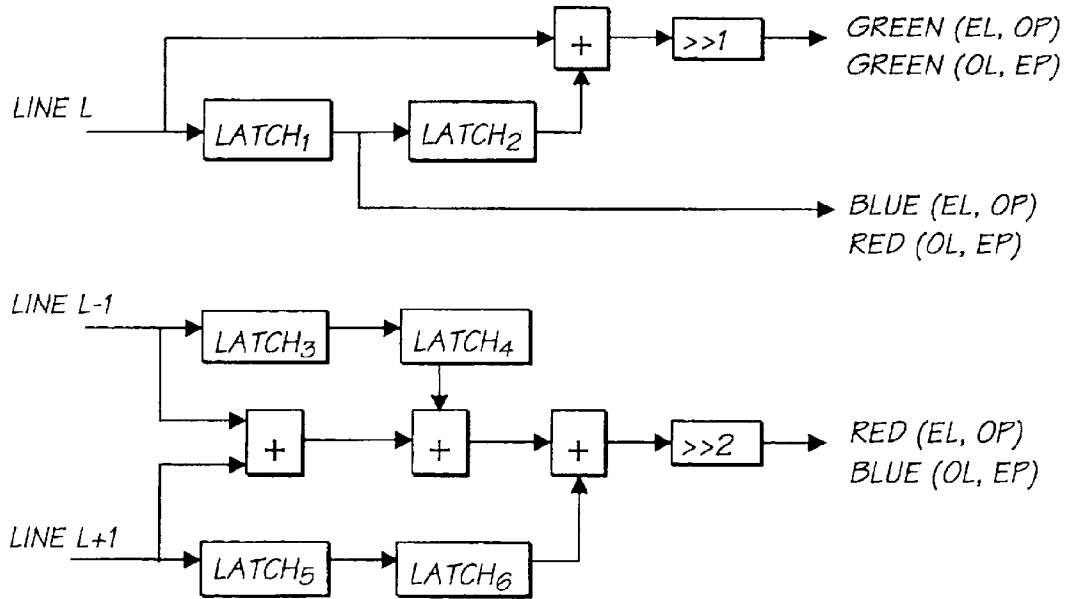 GREEN (EL, OP)
+
>>1
GREEN (OL, EP)
LINE L
LATCH1
LATCH2
BLUE (EL, OP)
RED (OL, EP)
LINE L-1
LATCH3
LATCH4
+
+
+
>>2
RED (EL, OP)
BLUE (OL, EP)
LINE L+1
LATCH5
LATCH6